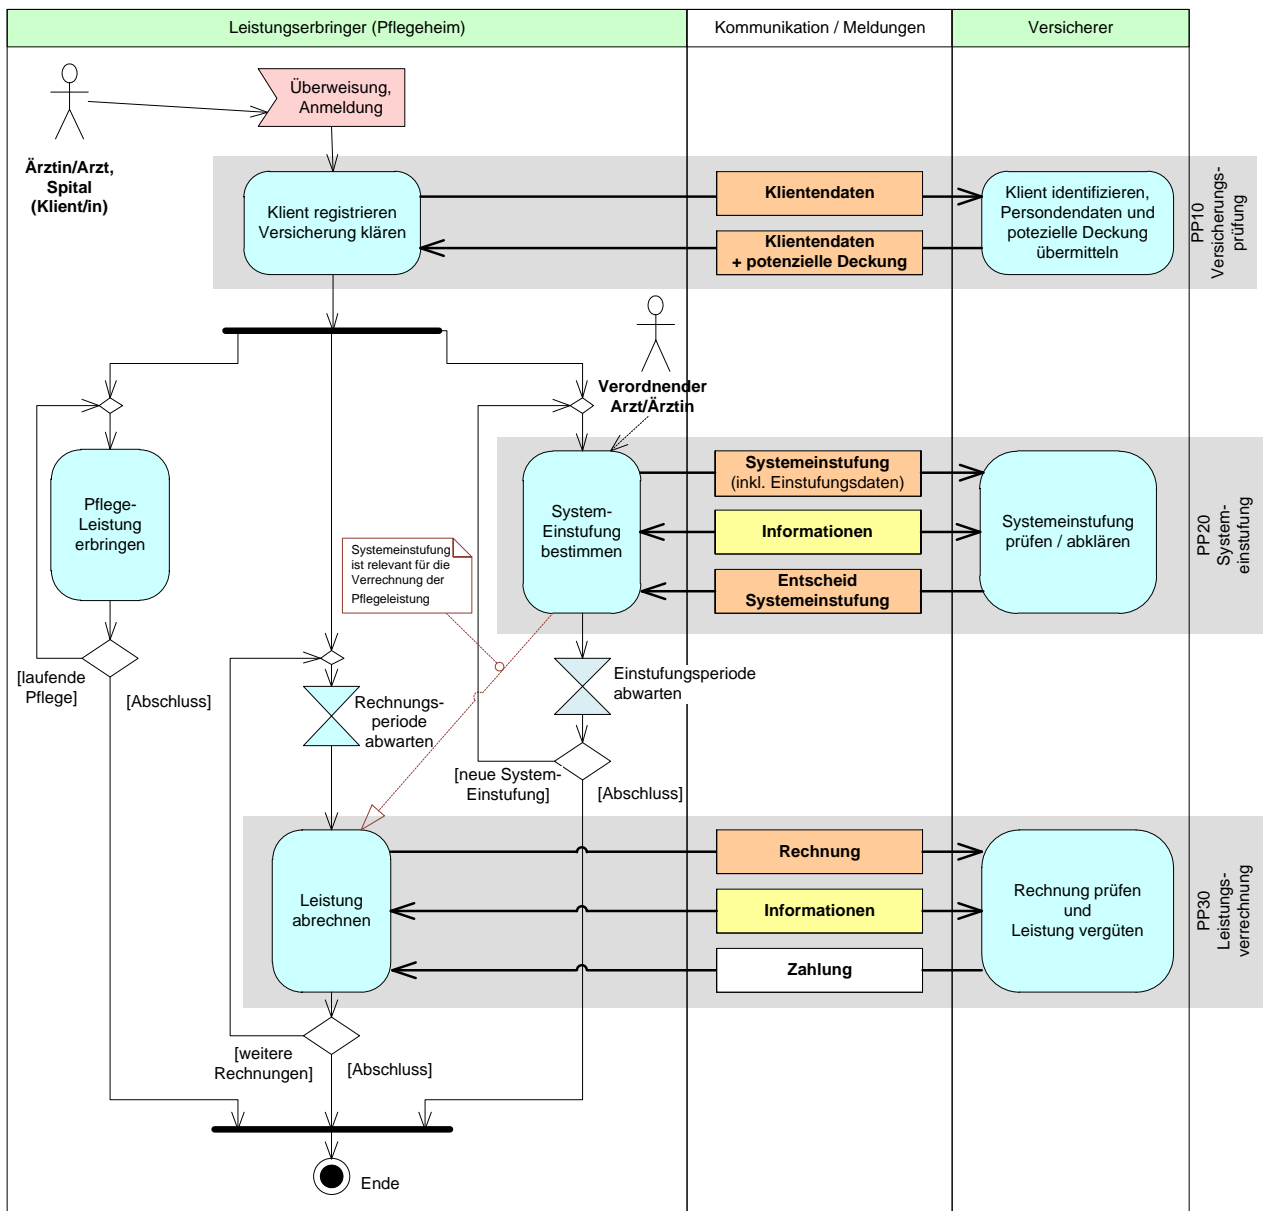 Leistungserbringer (Pflegeheim)
Kommunikation / Meldungen
Versicherer
Überweisung,
Anmeldung
Ärztin/Arzt,
Spital
(Klient/in)
Klient registrieren
Versicherung klären
Klientendaten
Klientendaten
+ potenzielle Deckung
Klient identifizieren,
Persondendaten und
potezielle Deckung
übermitteln
PP10
Versicherungs-
prüfung
Verordnender
Arzt/Ärztin
Pflege-
Leistung
erbringen
System-
Einstufung
bestimmen
Systemeinstufung
(inkl. Einstufungsdaten)
Informationen
Entscheid
Systemeinstufung
Systemeinstufung
prüfen / abklären
PP20
System-
einstufung
Systemeinstufung
ist relevant für die
Verrechnung der
Pflegeleistung
[laufende
Pflege]
[Abschluss]
Rechnungs-
periode
abwarten
Einstufungsperiode
abwarten
[neue System-
Einstufung]
[Abschluss]
Leistung
abrechnen
Rechnung
Informationen
Zahlung
Rechnung prüfen
und
Leistung vergüten
PP30
Leistungs-
verrechnung
[weitere
Rechnungen]
[Abschluss]
Ende